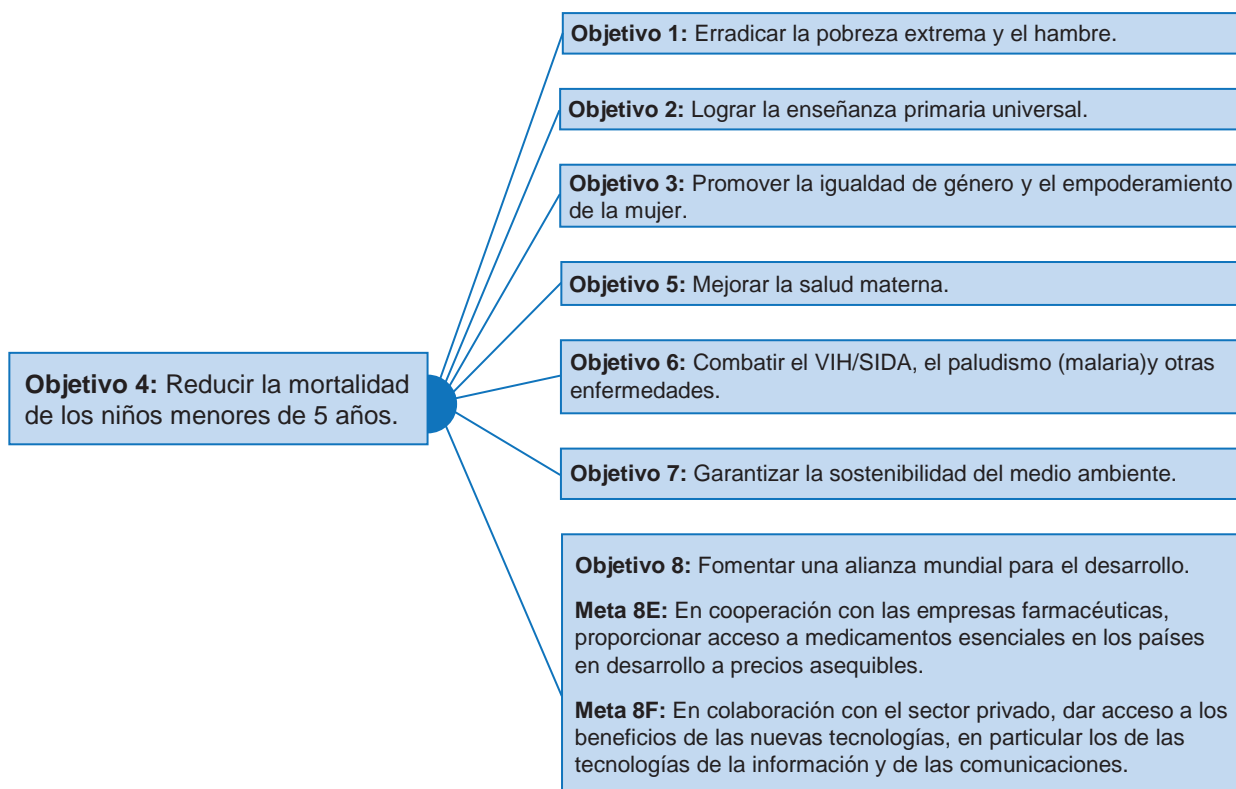 Objetivo 1: Erradicar la pobreza extrema y el hambre.
Objetivo 2: Lograr la enseñanza primaria universal.
Objetivo 3: Promover la igualdad de género y el empoderamiento
de la mujer.
Objetivo 5: Mejorar la salud materna.
Objetivo 4: Reducir la mortalidad
de los niños menores de 5 años.
Objetivo 6: Combatir el VIH/SIDA, el paludismo (malaria)y otras
enfermedades.
Objetivo 7: Garantizar la sostenibilidad del medio ambiente.
Objetivo 8: Fomentar una alianza mundial para el desarrollo.
Meta 8E: En cooperación con las empresas farmacéuticas,
proporcionar acceso a medicamentos esenciales en los países
en desarrollo a precios asequibles.
Meta 8F: En colaboración con el sector privado, dar acceso a los
beneficios de las nuevas tecnologías, en particular los de las
tecnologías de la información y de las comunicaciones.